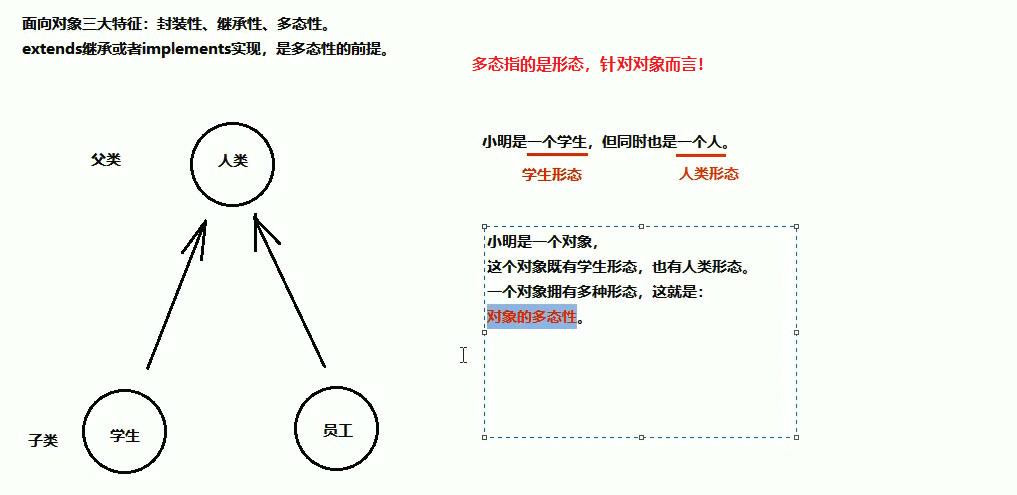 面向对象三大特征：封装性、继承性、多态性。
extends继承或者implements实现，是多态性的前提。
多态指的是形态，针对对象而言！
父类
人类
子类
学生
员工
小明是一个学生，但同时也是一个人。
学生形态
人类形态
小明是一个对象，
这个对象既有学生形态，也有人类形态。
一个对象拥有多种形态，这就是：
对象的多态性。